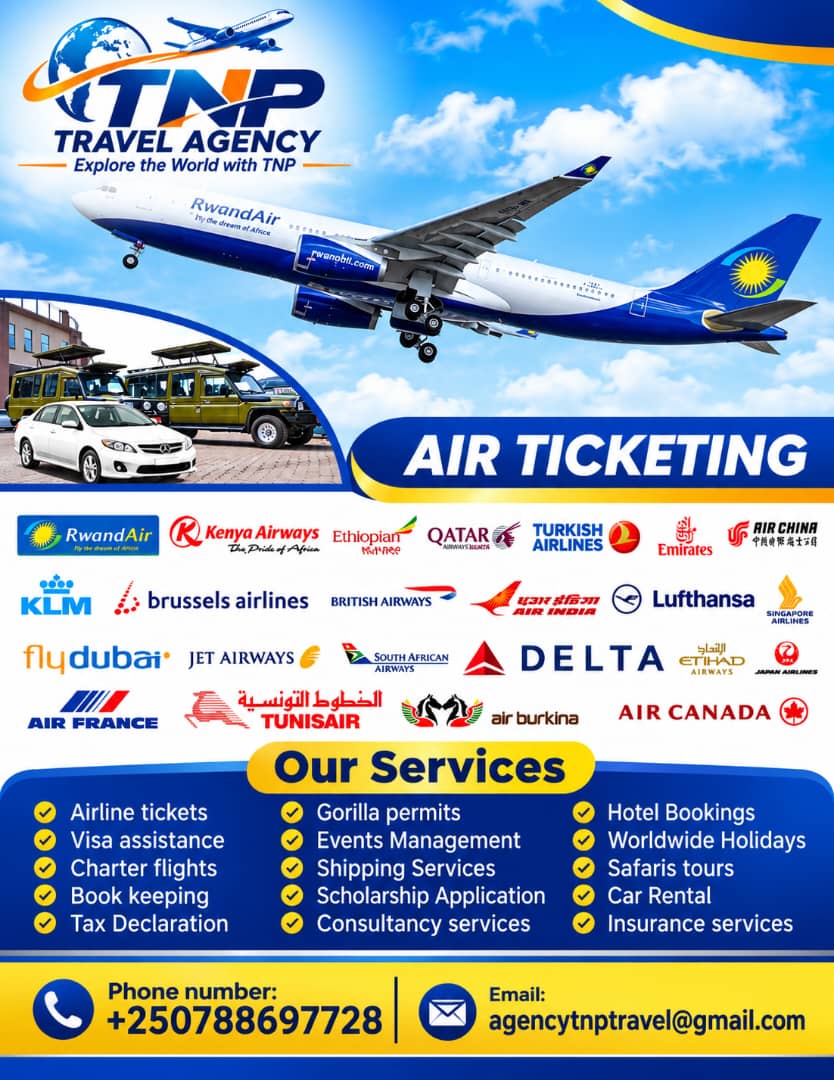 TNP
TRAVEL AGENCY
Explore the World with TNP
RwandAir
Fly the dream of Africa
AIR TICKETING
RwandAir
Fly the dream of Africa
Kenya Airways
The Pride of Africa
Ethiopian
QATAR
AIRWAYS
TURKISH
AIRLINES
Emirates
AIR CHINA
KLM
brussels airlines
BRITISH AIRWAYS
AIR INDIA
Lufthansa
SINGAPORE
AIRLINES
flydubai
JET AIRWAYS
SOUTH AFRICAN
AIRWAYS
DELTA
الإتحاد
ETIHAD
AIRWAYS
JAPAN AIRLINES
AIR FRANCE
الخطوط التونسية
TUNISAIR
air burkina
AIR CANADA
Our Services
Airline tickets
Visa assistance
Charter flights
Book keeping
Tax Declaration
Gorilla permits
Events Management
Shipping Services
Scholarship Application
Consultancy services
Hotel Bookings
Worldwide Holidays
Safaris tours
Car Rental
Insurance services
Phone number:
+250788697728
Email:
agencytnptravel@gmail.com